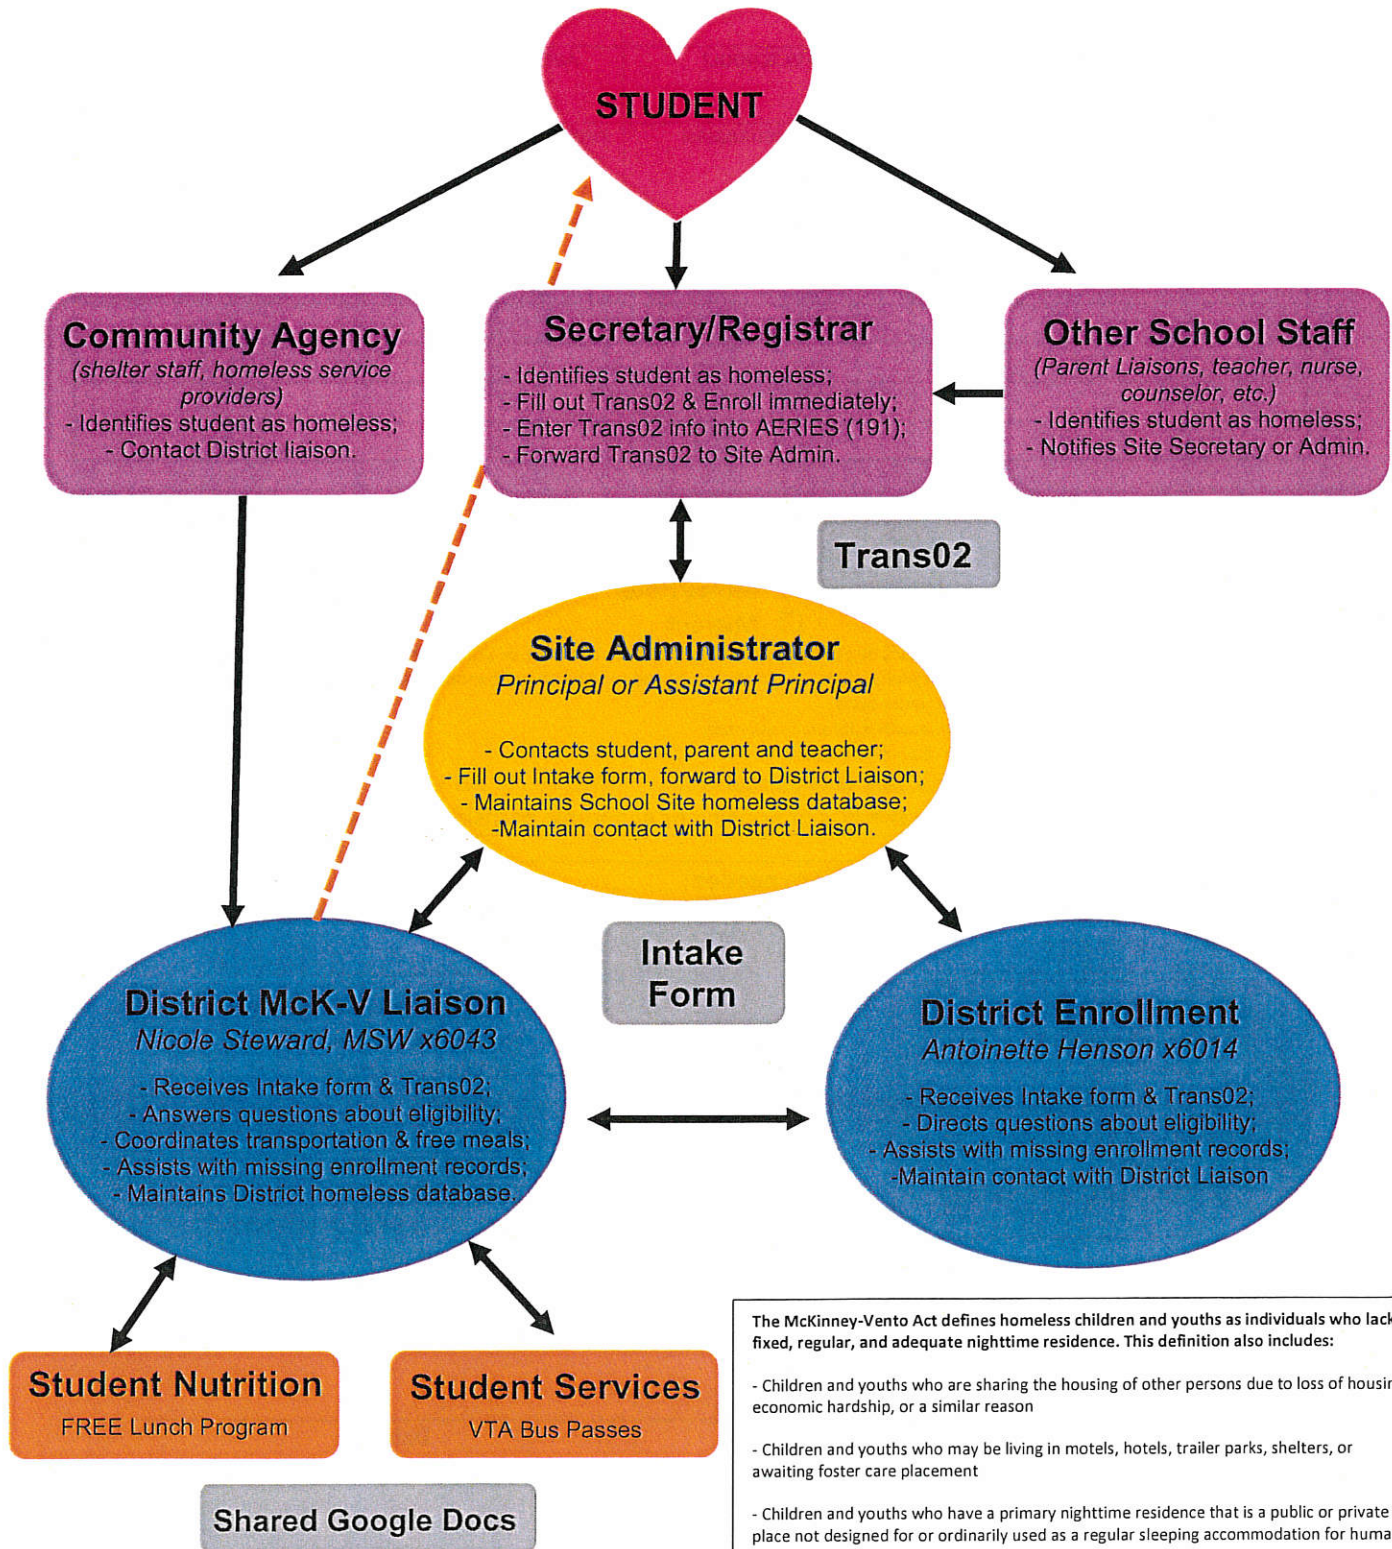 STUDENT
Community Agency
(shelter staff, homeless service
providers)
- Identifies student as homeless;
- Contact District liaison.
Secretary/Registrar
- Identifies student as homeless;
- Fill out Trans02 & Enroll immediately;
- Enter Trans02 info into AERIES (191);
- Forward Trans02 to Site Admin.
Other School Staff
(Parent Liaisons, teacher, nurse,
counselor, etc.)
- Identifies student as homeless;
- Notifies Site Secretary or Admin.
Trans02
Site Administrator
Principal or Assistant Principal
- Contacts student, parent and teacher;
- Fill out Intake form, forward to District Liaison;
- Maintains School Site homeless database;
-Maintain contact with District Liaison.
Intake
Form
District McK-V Liaison
Nicole Steward, MSW x6043
- Receives Intake form & Trans02;
- Answers questions about eligibility;
- Coordinates transportation & free meals;
- Assists with missing enrollment records;
- Maintains District homeless database.
District Enrollment
Antoinette Henson x6014
- Receives Intake form & Trans02;
- Directs questions about eligibility;
- Assists with missing enrollment records;
-Maintain contact with District Liaison
Student Nutrition
FREE Lunch Program
Student Services
VTA Bus Passes
Shared Google Docs
The McKinney-Vento Act defines homeless children and youths as individuals who lack
fixed, regular, and adequate nighttime residence. This definition also includes:
- Children and youths who are sharing the housing of other persons due to loss of housin
economic hardship, or a similar reason
- Children and youths who may be living in motels, hotels, trailer parks, shelters, or
awaiting foster care placement
- Children and youths who have a primary nighttime residence that is a public or private
place not designed for or ordinarily used as a regular sleeping accommodation for huma